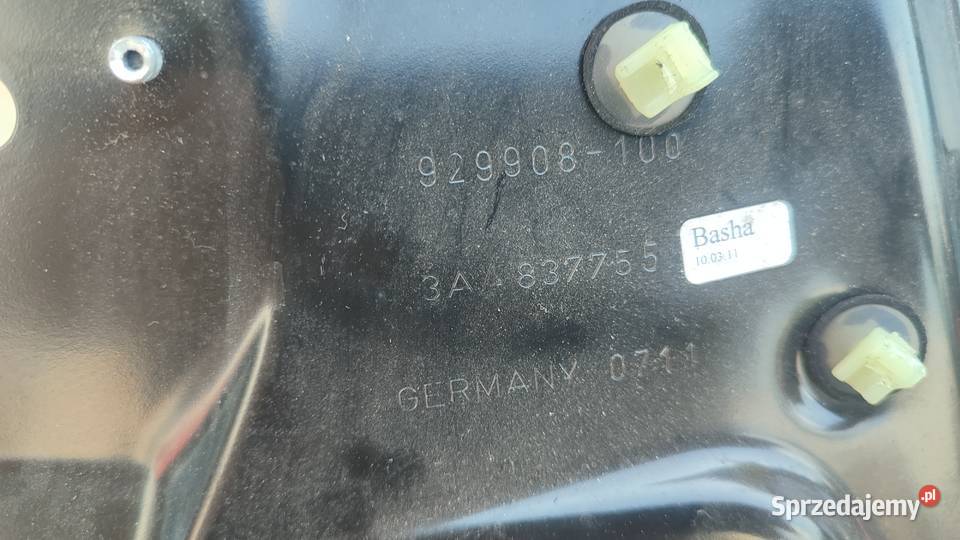 929908-100
Basha
10.03.11
3A 837755
GERMANY 0711
Sprzedajemy.pl